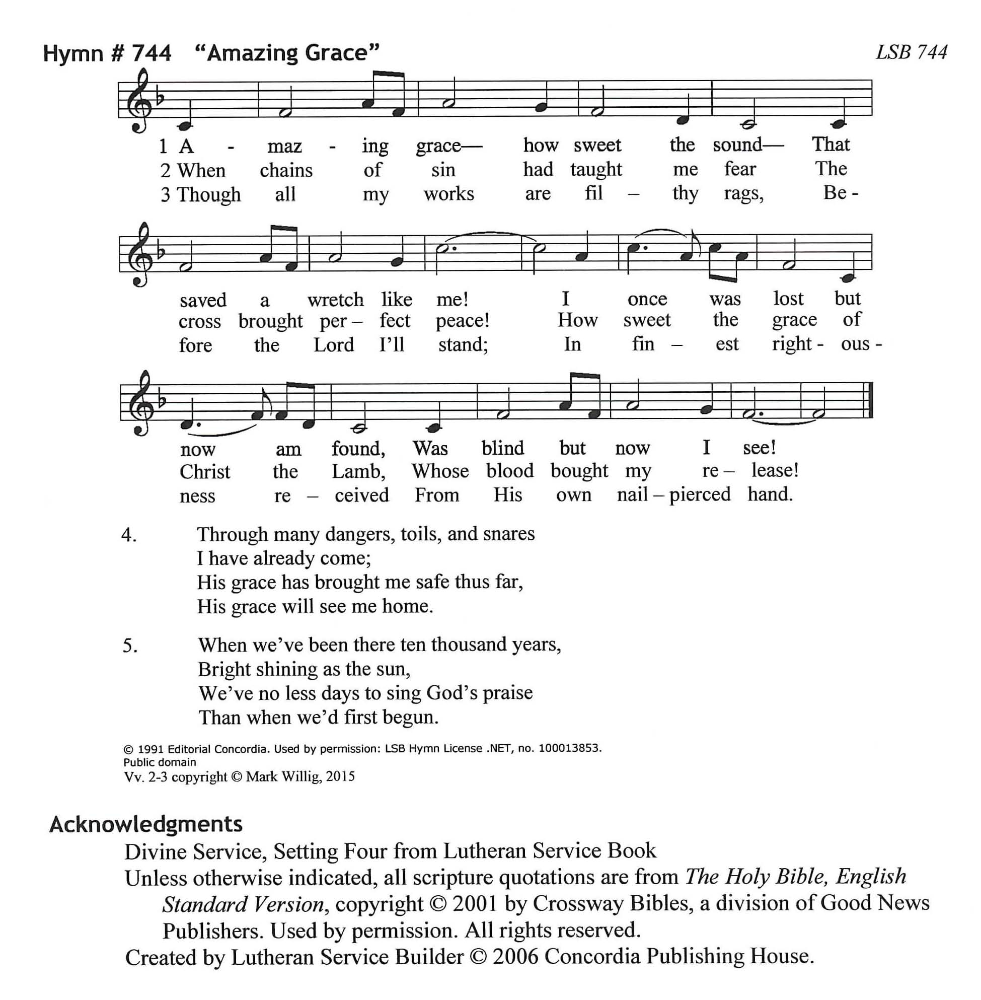 Hymn # 744 “Amazing Grace” LSB 744
1 A - maz - ing grace— how sweet the sound— That
2 When chains of sin had taught me fear The
3 Though all my works are fil – thy rags, Be -
saved a wretch like me! I once was lost but
cross brought per – fect peace! How sweet the grace of
fore the Lord I’ll stand; In fin – est right - ous -
now am found, Was blind but now I see!
Christ the Lamb, Whose blood bought my re – lease!
ness re – ceived From His own nail – pierced hand.
4. Through many dangers, toils, and snares
I have already come;
His grace has brought me safe thus far,
His grace will see me home.
5. When we’ve been there ten thousand years,
Bright shining as the sun,
We’ve no less days to sing God’s praise
Than when we’d first begun.
© 1991 Editorial Concordia. Used by permission: LSB Hymn License .NET, no. 100013853.
Public domain
Vv. 2-3 copyright © Mark Willig, 2015
Acknowledgments
Divine Service, Setting Four from Lutheran Service Book
Unless otherwise indicated, all scripture quotations are from The Holy Bible, English
Standard Version, copyright © 2001 by Crossway Bibles, a division of Good News
Publishers. Used by permission. All rights reserved.
Created by Lutheran Service Builder © 2006 Concordia Publishing House.